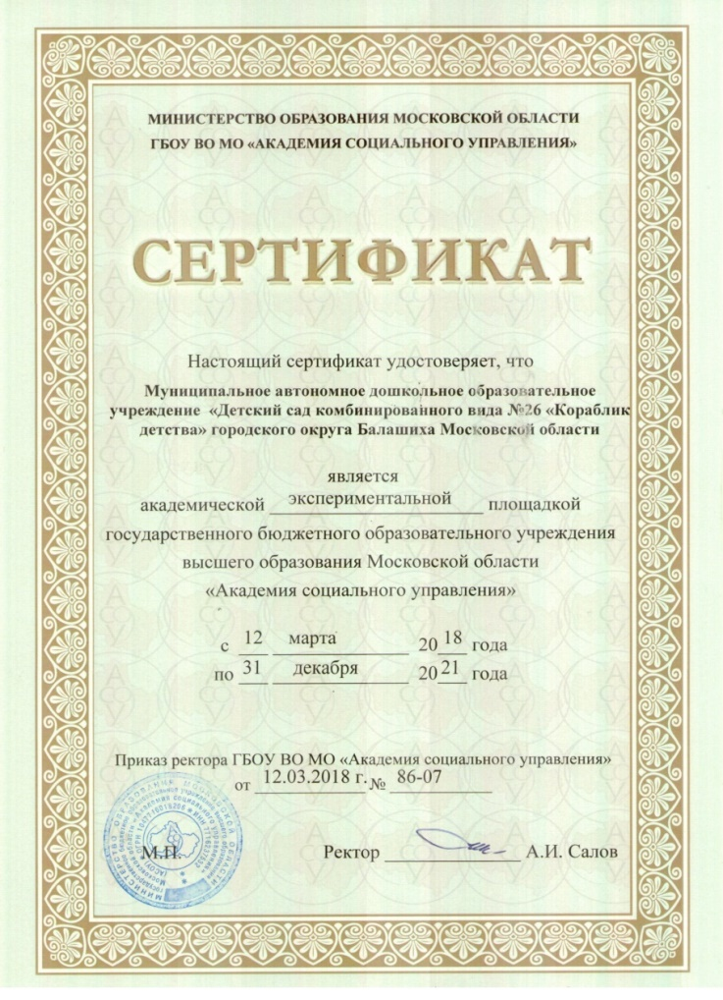 МИНИСТЕРСТВО ОБРАЗОВАНИЯ МОСКОВСКОЙ ОБЛАСТИ
ГБОУ ВО МО «АКАДЕМИЯ СОЦИАЛЬНОГО УПРАВЛЕНИЯ»
СЕРТИФИКАТ
Настоящий сертификат удостоверяет, что
Муниципальное автономное дошкольное образовательное
учреждение «Детский сад комбинированного вида №26 «Кораблик
детства» городского округа Балашиха Московской области
является
академической экспериментальной площадкой
государственного бюджетного образовательного учреждения
высшего образования Московской области
«Академия социального управления»
с 12 марта 2018 года
по 31 декабря 2021 года
Приказ ректора ГБОУ ВО МО «Академия социального управления»
от 12.03.2018 г. № 86-07
М.П. Ректор А.И. Салов